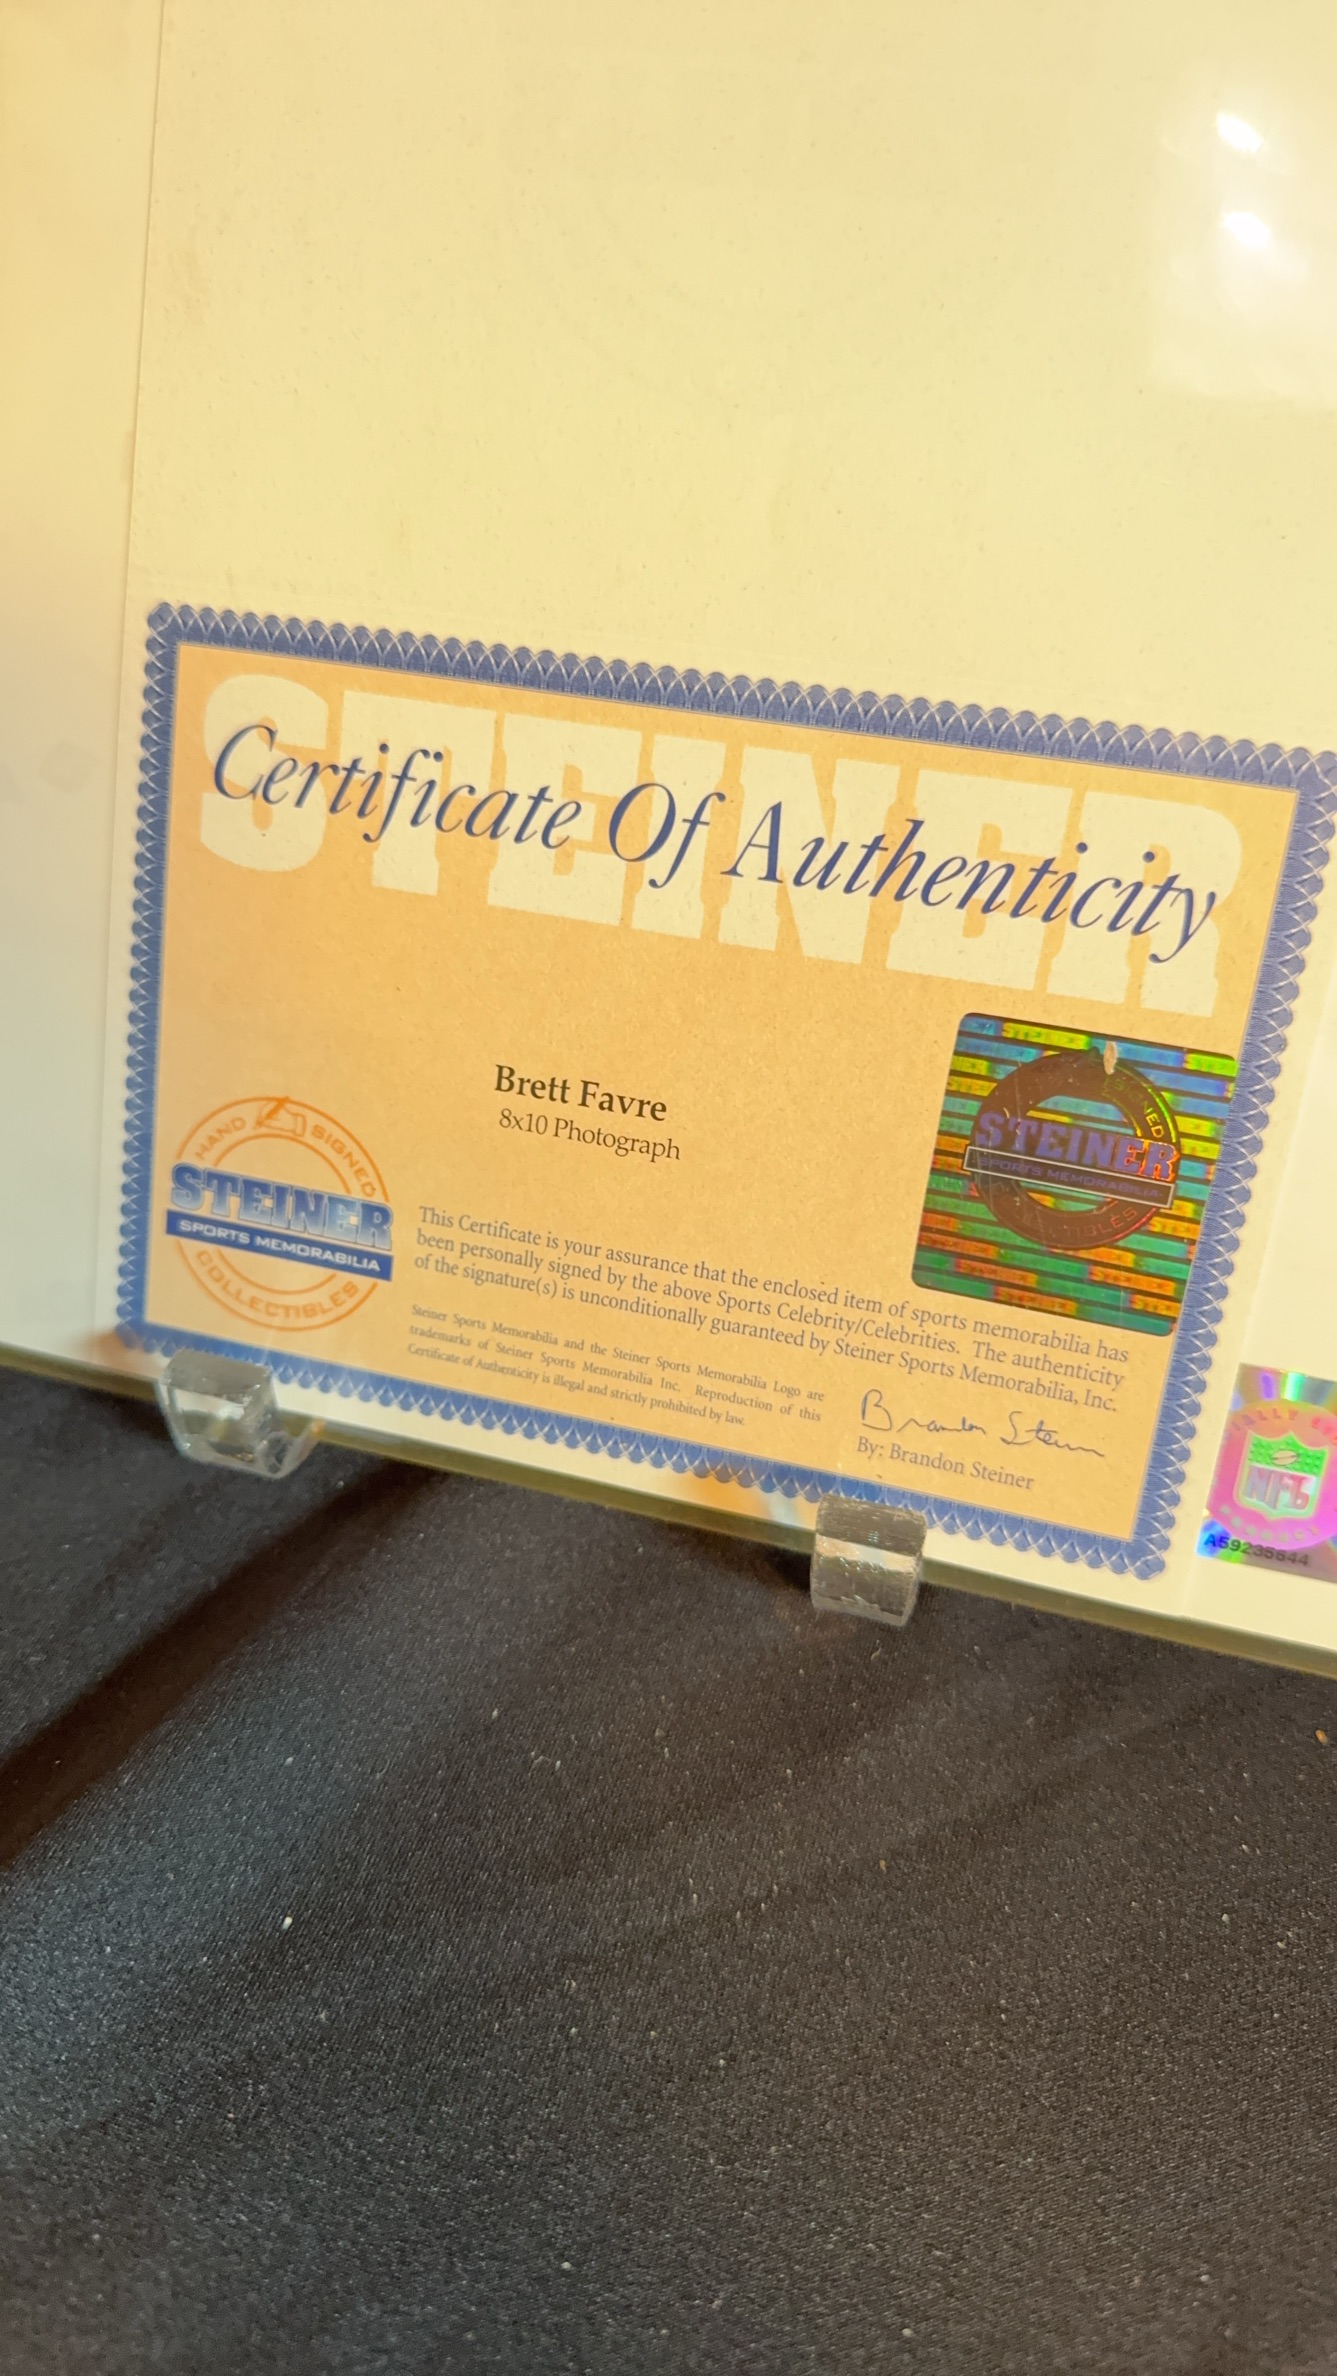 STEINER
Certificate Of Authenticity
Brett Favre
8x10 Photograph
HAND SIGNED
STEINER
SPORTS MEMORABILIA
COLLECTIBLES
SIGNED
STEINER
SPORTS MEMORABILIA
This Certificate is your assurance that the enclosed item of sports memorabilia has
been personally signed by the above Sports Celebrity/Celebrities. The authenticity
of the signature(s) is unconditionally guaranteed by Steiner Sports Memorabilia, Inc.
Steiner Sports Memorabilia and the Steiner Sports Memorabilia Logo are
trademarks of Steiner Sports Memorabilia Inc. Reproduction of this
Certificate of Authenticity is illegal and strictly prohibited by law.
Brandon Steiner
By: Brandon Steiner
NFL
A59235644